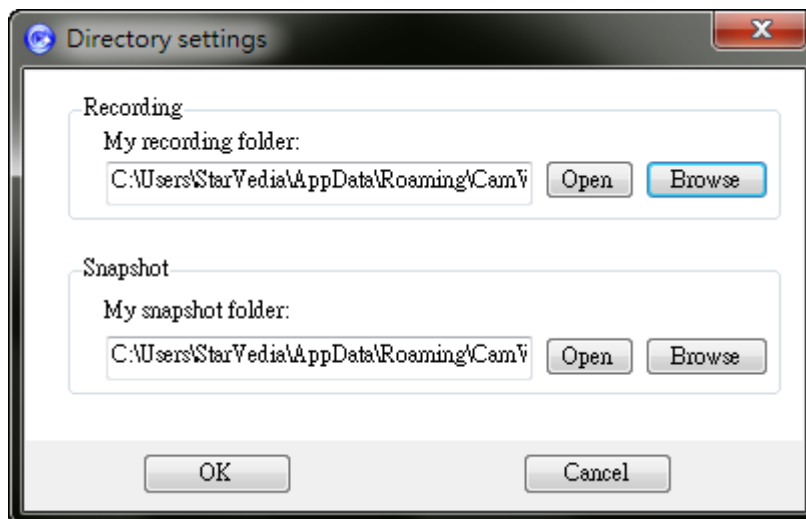 Directory settings
Recording
My recording folder:
C:\Users\StarVedia\AppData\Roaming\CamV
Open
Browse
Snapshot
My snapshot folder:
C:\Users\StarVedia\AppData\Roaming\CamV
Open
Browse
OK
Cancel